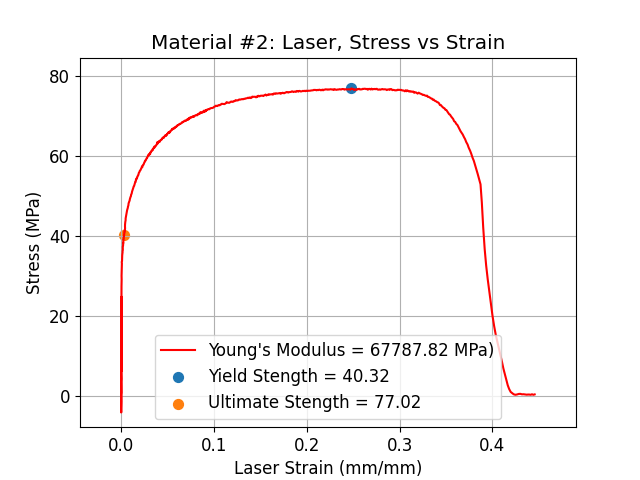 Material #2: Laser, Stress vs Strain
80
60
40
20
0
Stress (MPa)
Young's Modulus = 67787.82 MPa)
Yield Stength = 40.32
Ultimate Stength = 77.02
0.0 0.1 0.2 0.3 0.4
Laser Strain (mm/mm)